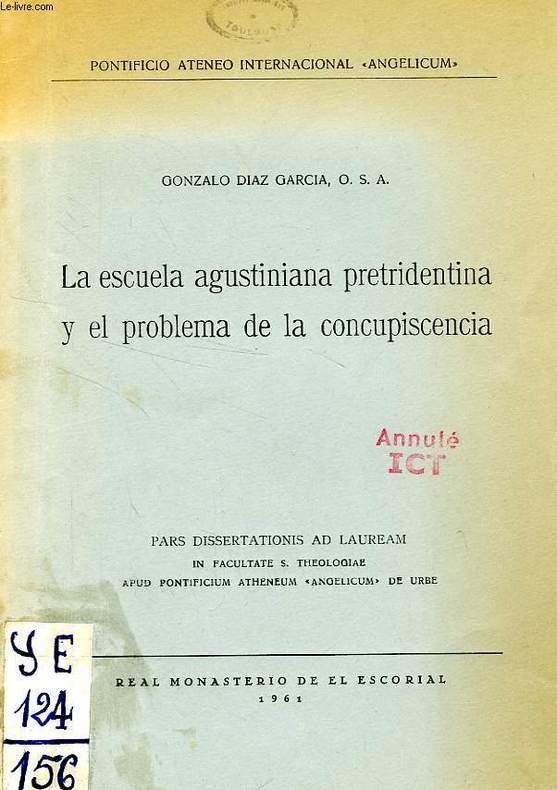 Le-livre.com
PONTIFICIO ATENEO INTERNACIONAL «ANGELICUM»
GONZALO DIAZ GARCIA, O. S. A.
La escuela agustiniana pretridentina
y el problema de la concupiscencia
Annulé
ICT
PARS DISSERTATIONIS AD LAUREAM
IN FACULTATE S. THEOLOGIAE
APUD PONTIFICIUM ATHENEUM «ANGELICUM» DE URBE
REAL MONASTERIO DE EL ESCORIAL
1961
YE
124
156